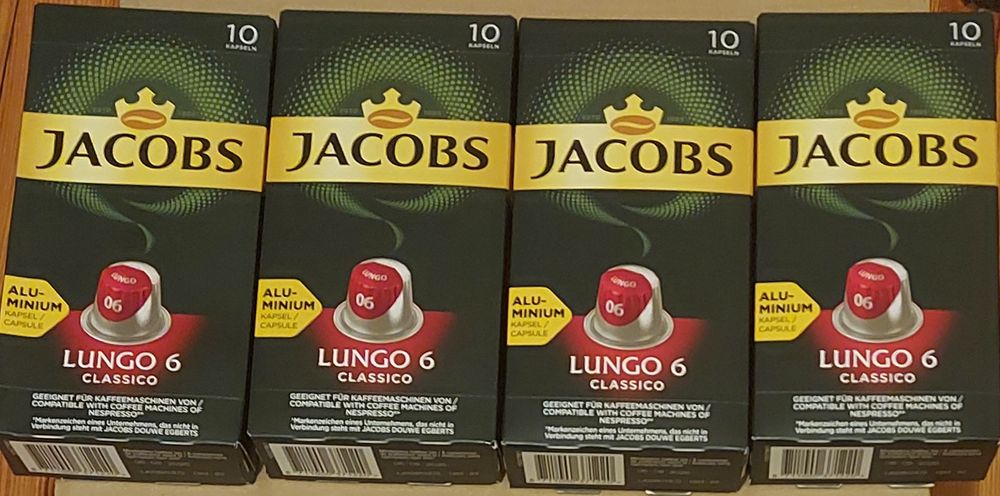 10
KAPSELN
JACOBS
LUNGO
06
ALU-
MINIUM
KAPSEL /
CAPSULE
LUNGO 6
CLASSICO
GEEIGNET FÜR KAFFEEMASCHINEN VON /
COMPATIBLE WITH COFFEE MACHINES OF
NESPRESSO**
*Markenzeichen eines Unternehmens, das nicht in
Verbindung steht mit JACOBS DOUWE EGBERTS
10
KAPSELN
JACOBS
LUNGO
06
ALU-
MINIUM
KAPSEL /
CAPSULE
LUNGO 6
CLASSICO
GEEIGNET FÜR KAFFEEMASCHINEN VON /
COMPATIBLE WITH COFFEE MACHINES OF
NESPRESSO**
*Markenzeichen eines Unternehmens, das nicht in
Verbindung steht mit JACOBS DOUWE EGBERTS
10
KAPSELN
JACOBS
LUNGO
06
ALU-
MINIUM
KAPSEL /
CAPSULE
LUNGO 6
CLASSICO
GEEIGNET FÜR KAFFEEMASCHINEN VON /
COMPATIBLE WITH COFFEE MACHINES OF
NESPRESSO**
*Markenzeichen eines Unternehmens, das nicht in
Verbindung steht mit JACOBS DOUWE EGBERTS
10
KAPSELN
JACOBS
LUNGO
06
ALU-
MINIUM
KAPSEL /
CAPSULE
LUNGO 6
CLASSICO
GEEIGNET FÜR KAFFEEMASCHINEN VON /
COMPATIBLE WITH COFFEE MACHINES OF
NESPRESSO**
*Markenzeichen eines Unternehmens, das nicht in
Verbindung steht mit JACOBS DOUWE EGBERTS